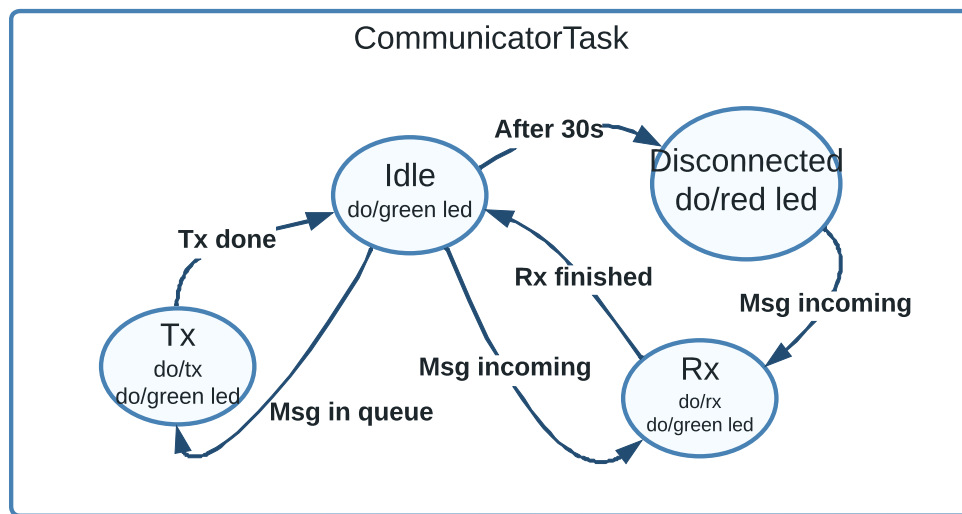 CommunicatorTask
After 30s
Disconnected
do/red led
Idle
do/green led
Tx done
Rx finished
Msg incoming
Tx
do/tx
do/green led
Msg incoming
Rx
do/rx
do/green led
Msg in queue